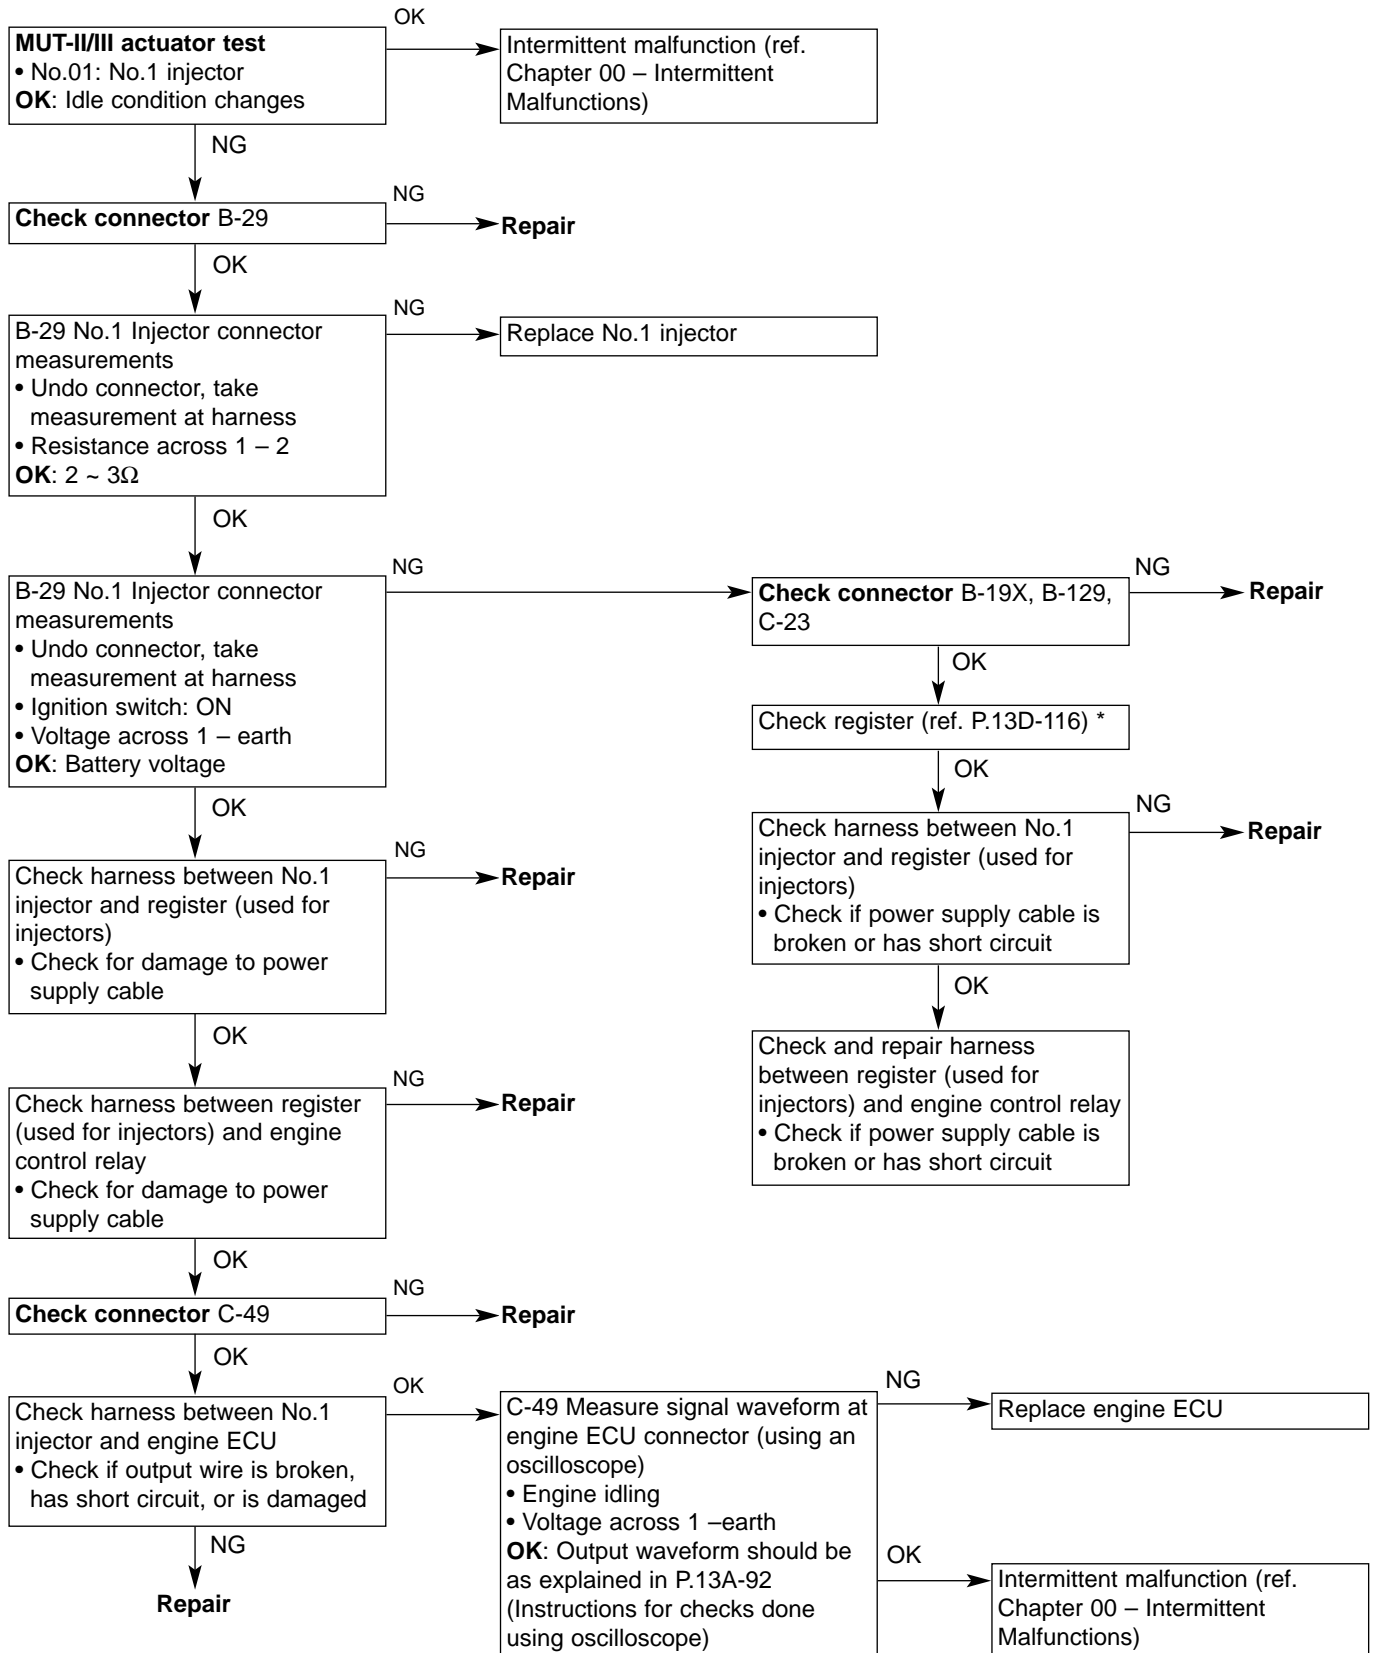 OK
MUT-II/III actuator test
• No.01: No.1 injector
OK: Idle condition changes
Intermittent malfunction (ref.
Chapter 00 – Intermittent
Malfunctions)
NG
Check connector B-29
NG
Repair
OK
B-29 No.1 Injector connector
measurements
• Undo connector, take
measurement at harness
• Resistance across 1 – 2
OK: 2 ~ 3Ω
NG
Replace No.1 injector
OK
B-29 No.1 Injector connector
measurements
• Undo connector, take
measurement at harness
• Ignition switch: ON
• Voltage across 1 – earth
OK: Battery voltage
NG
Check connector B-19X, B-129,
C-23
NG
Repair
OK
Check register (ref. P.13D-116) *
OK
Check harness between No.1
injector and register (used for
injectors)
• Check if power supply cable is
broken or has short circuit
NG
Repair
OK
Check and repair harness
between register (used for
injectors) and engine control relay
• Check if power supply cable is
broken or has short circuit
OK
Check harness between No.1
injector and register (used for
injectors)
• Check for damage to power
supply cable
NG
Repair
OK
Check harness between register
(used for injectors) and engine
control relay
• Check for damage to power
supply cable
NG
Repair
OK
Check connector C-49
NG
Repair
OK
Check harness between No.1
injector and engine ECU
• Check if output wire is broken,
has short circuit, or is damaged
NG
Repair
OK
C-49 Measure signal waveform at
engine ECU connector (using an
oscilloscope)
• Engine idling
• Voltage across 1 –earth
OK: Output waveform should be
as explained in P.13A-92
(Instructions for checks done
using oscilloscope)
NG
Replace engine ECU
OK
Intermittent malfunction (ref.
Chapter 00 – Intermittent
Malfunctions)